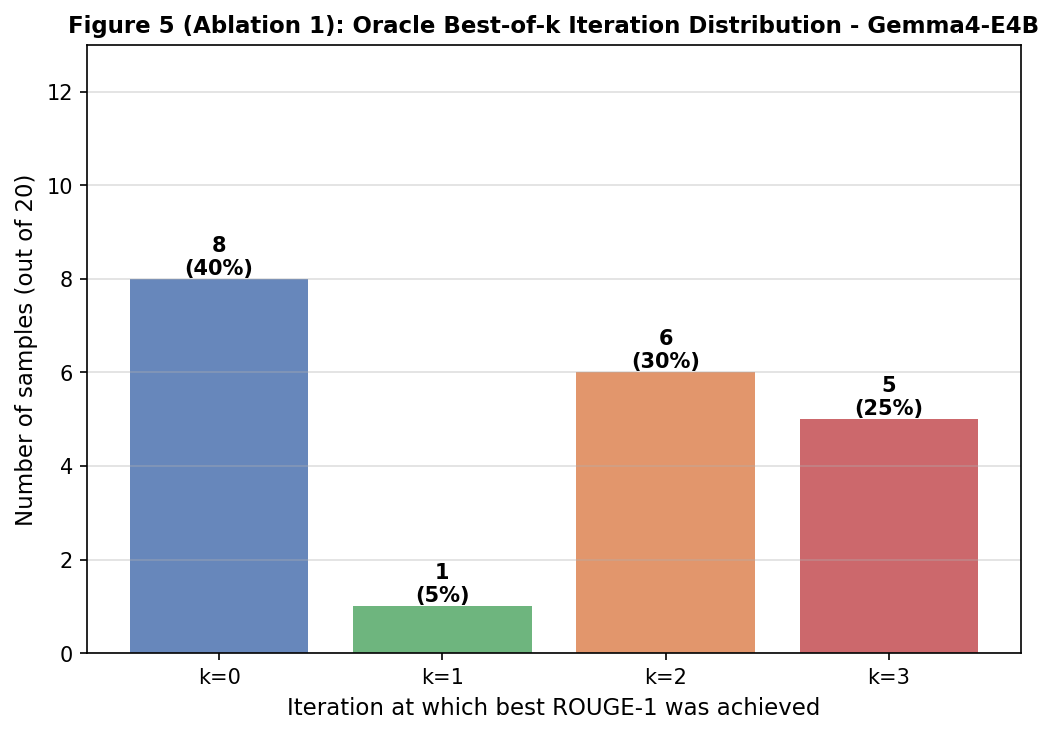 Figure 5 (Ablation 1): Oracle Best-of-k Iteration Distribution - Gemma4-E4B
Number of samples (out of 20)
12
10
8
6
4
2
0
8
(40%)
1
(5%)
6
(30%)
5
(25%)
k=0
k=1
k=2
k=3
Iteration at which best ROUGE-1 was achieved